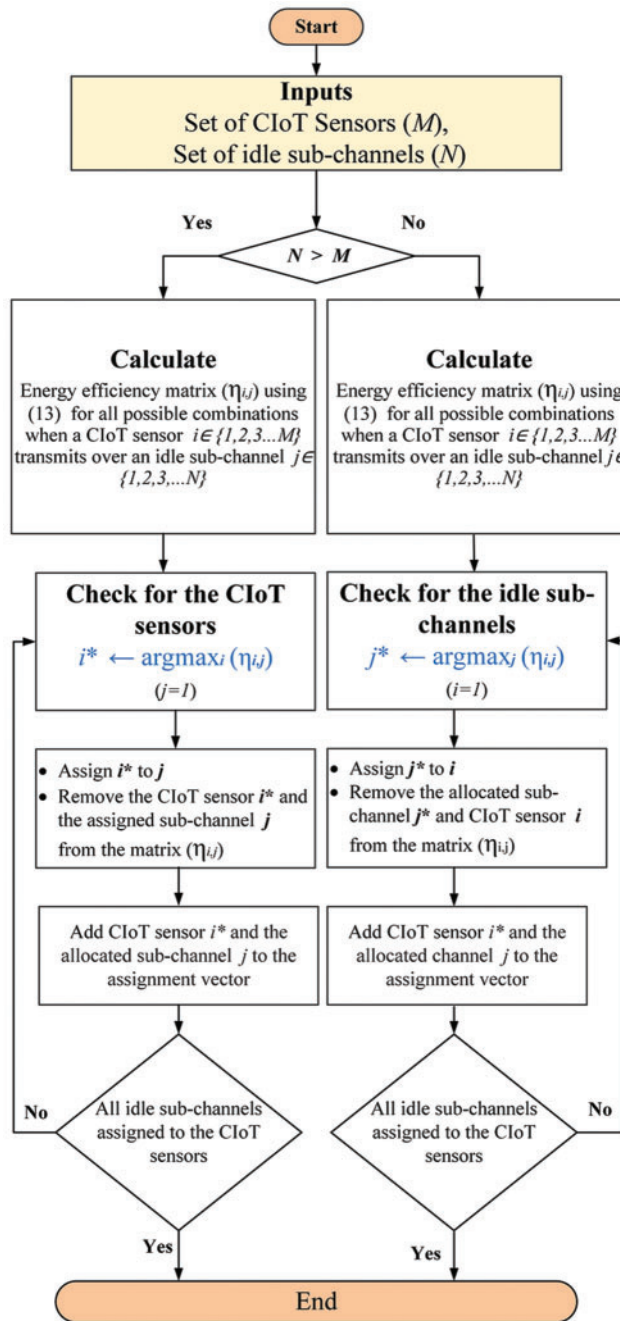 Start
Inputs
Set of CIoT Sensors (M),
Set of idle sub-channels (N)
Yes
No
N > M
Calculate
Energy efficiency matrix (ηi,j) using
(13) for all possible combinations
when a CIoT sensor i∈{1,2,3...M}
transmits over an idle sub-channel j∈
{1,2,3,...N}
Calculate
Energy efficiency matrix (ηi,j) using
(13) for all possible combinations
when a CIoT sensor i∈{1,2,3...M}
transmits over an idle sub-channel j∈
{1,2,3,...N}
Check for the CIoT
sensors
i* ← argmaxi (ηi,j)
(j=1)
Check for the idle sub-
channels
j* ← argmaxj (ηi,j)
(i=1)
• Assign i* to j
• Remove the CIoT sensor i* and
the assigned sub-channel j
from the matrix (ηi,j)
• Assign j* to i
• Remove the allocated sub-
channel j* and CIoT sensor i
from the matrix (ηi,j)
Add CIoT sensor i* and the
allocated sub-channel j to the
assignment vector
Add CIoT sensor i* and the
allocated channel j to the
assignment vector
No
All idle sub-channels
assigned to the CIoT
sensors
All idle sub-channels
assigned to the CIoT
sensors
No
Yes
Yes
End